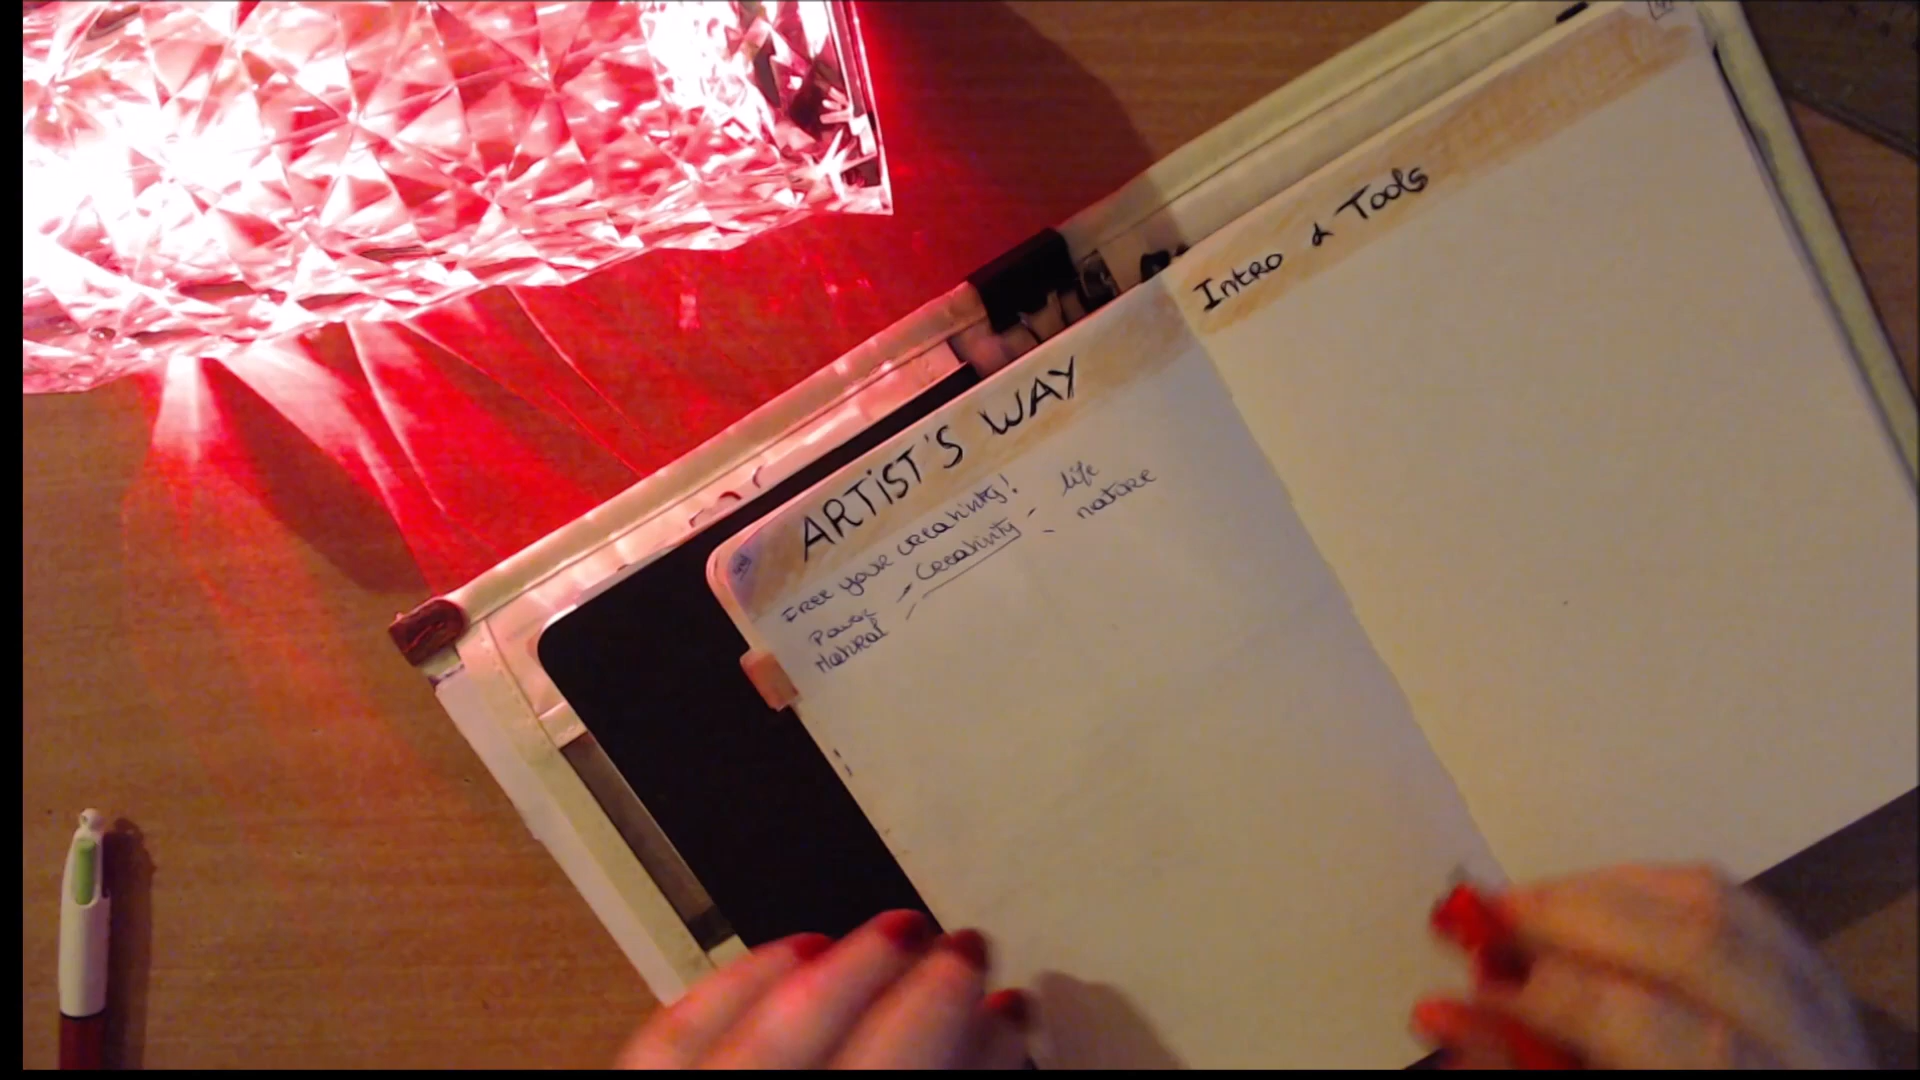 ARTiST'S WAY
Free your creativity!
Power - Creativity - life
Natural - nature
Intro & Tools